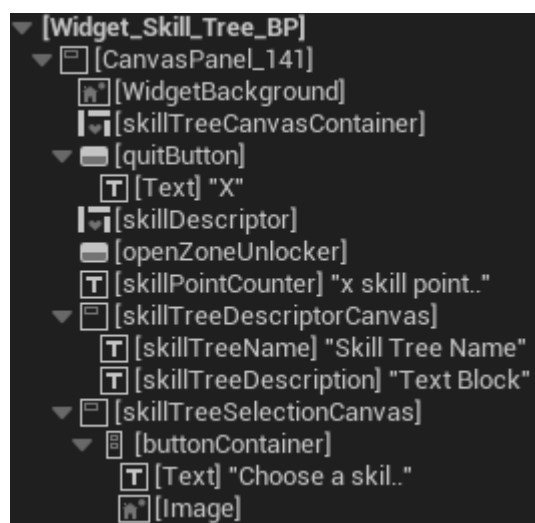 [Widget_Skill_Tree_BP]
[CanvasPanel_141]
[WidgetBackground]
[skillTreeCanvasContainer]
[quitButton]
[Text] "X"
[skillDescriptor]
[openZoneUnlocker]
[skillPointCounter] "x skill point.."
[skillTreeDescriptorCanvas]
[skillTreeName] "Skill Tree Name"
[skillTreeDescription] "Text Block"
[skillTreeSelectionCanvas]
[buttonContainer]
[Text] "Choose a skil.."
[Image]